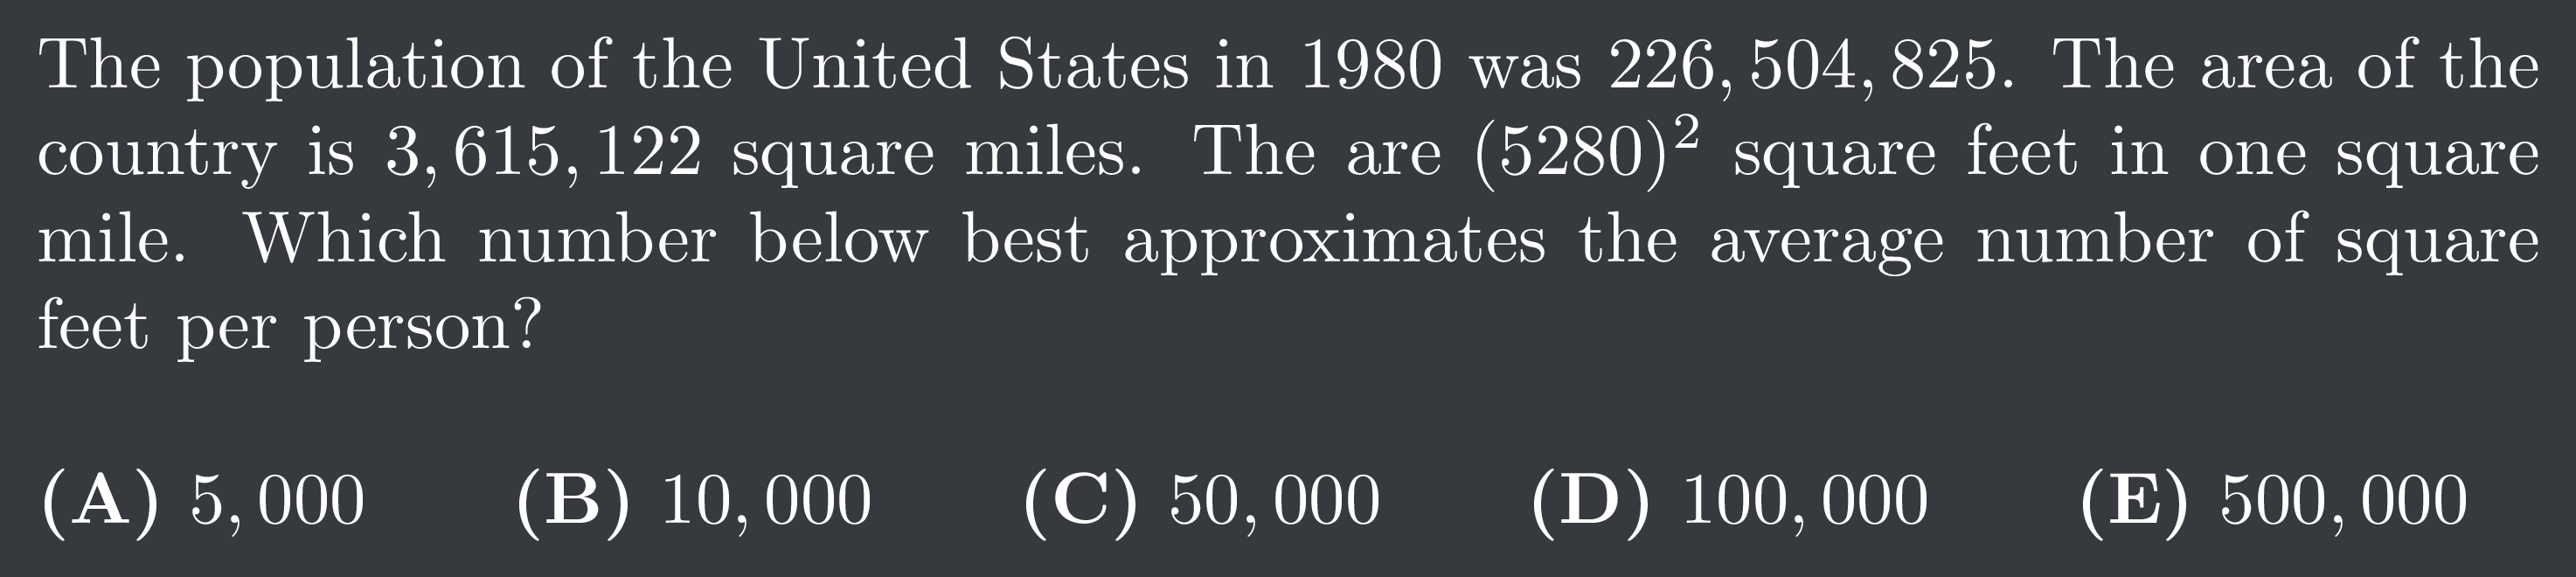 The population of the United States in 1980 was 226, 504, 825. The area of the
country is 3, 615, 122 square miles. The are (5280)² square feet in one square
mile. Which number below best approximates the average number of square
feet per person?
(A) 5, 000 (B) 10, 000 (C) 50, 000 (D) 100, 000 (E) 500, 000